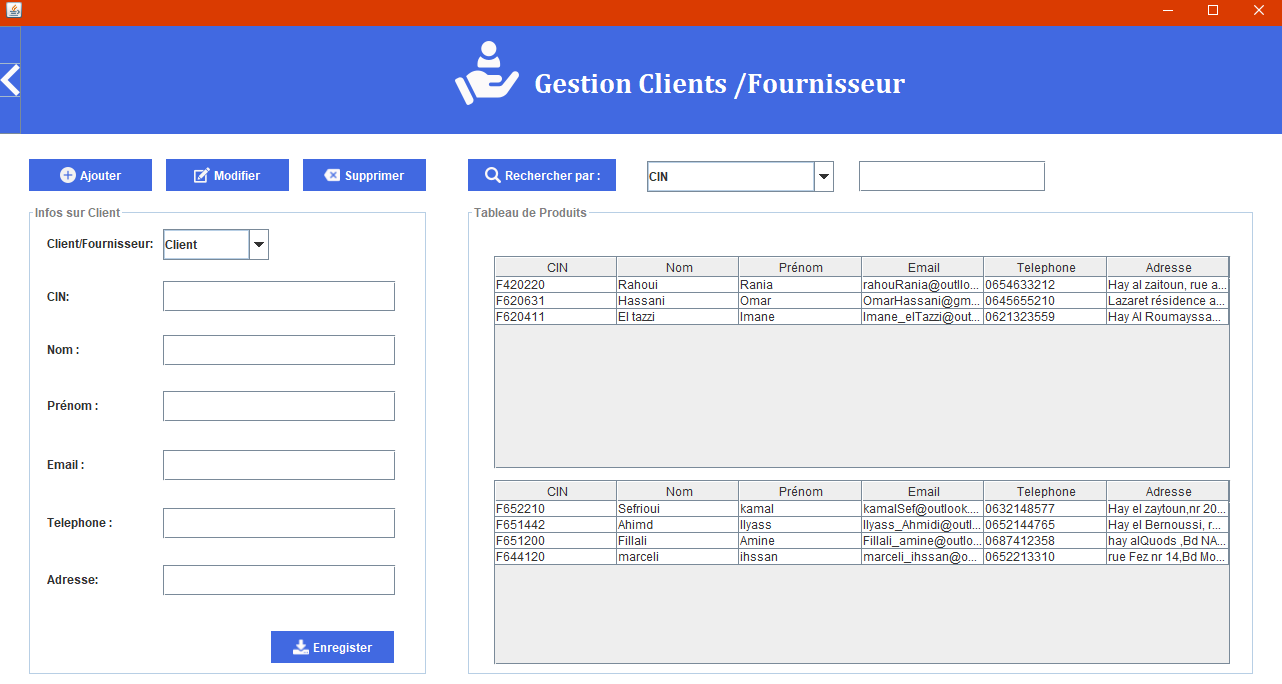 Gestion Clients /Fournisseur
Ajouter Modifier Supprimer Rechercher par : CIN
Infos sur Client
Client/Fournisseur: Client
CIN:
Nom :
Prénom :
Email :
Telephone :
Adresse:
Enregister
Tableau de Produits
CIN Nom Prénom Email Telephone Adresse
F420220 Rahoui Rania rahouRania@outllo... 0654633212 Hay al zaitoun, rue a...
F620631 Hassani Omar OmarHassani@gm... 0645655210 Lazaret résidence a...
F620411 El tazzi Imane Imane_elTazzi@out... 0621323559 Hay Al Roumayssa...
CIN Nom Prénom Email Telephone Adresse
F652210 Sefrioui kamal kamalSef@outlook.... 0632148577 Hay el zaytoun,nr 20...
F651442 Ahimd Ilyass Ilyass_Ahmidi@outl... 0652144765 Hay el Bernoussi, r...
F651200 Fillali Amine Fillali_amine@outlo... 0687412358 hay alQuods ,Bd NA...
F644120 marceli ihssan marceli_ihssan@o... 0652213310 rue Fez nr 14,Bd Mo...